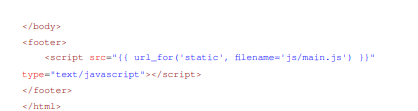 </body>
<footer>
<script src="{{ url_for('static', filename='js/main.js') }}"
type="text/javascript"></script>
</footer>
</html>